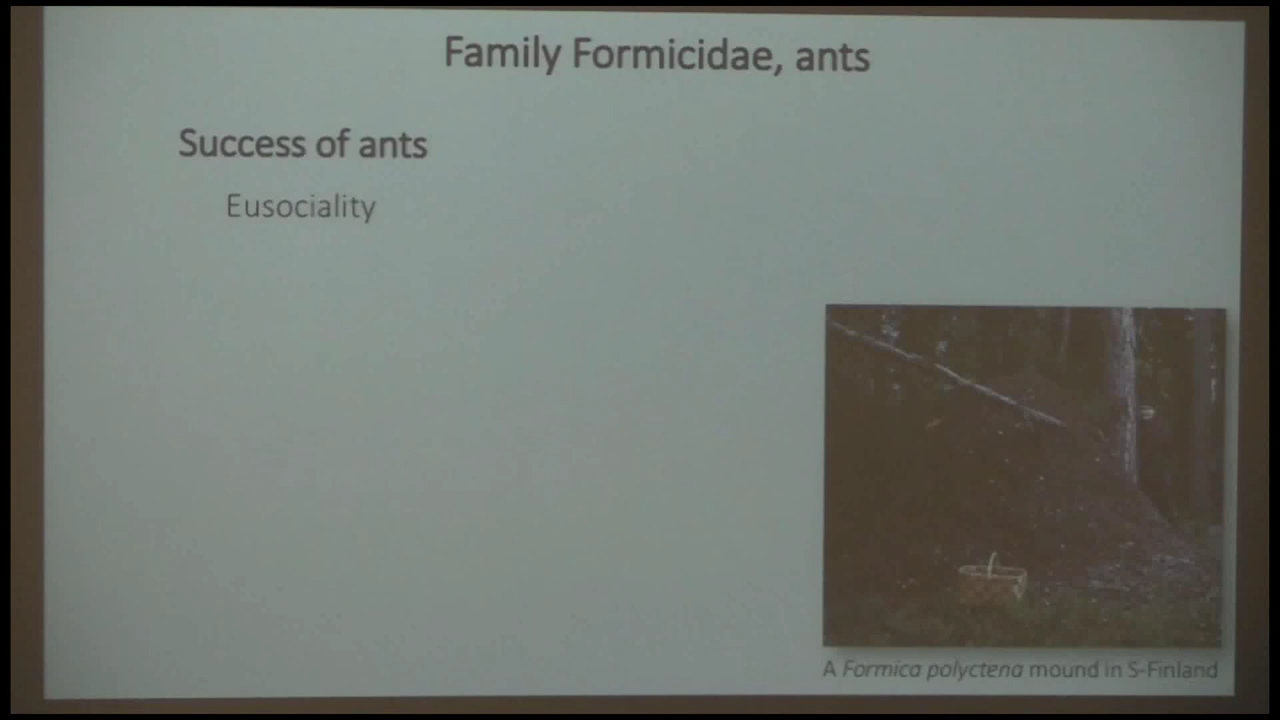 Family Formicidae, ants
Success of ants
Eusociality
A Formica polyctena mound in S-Finland